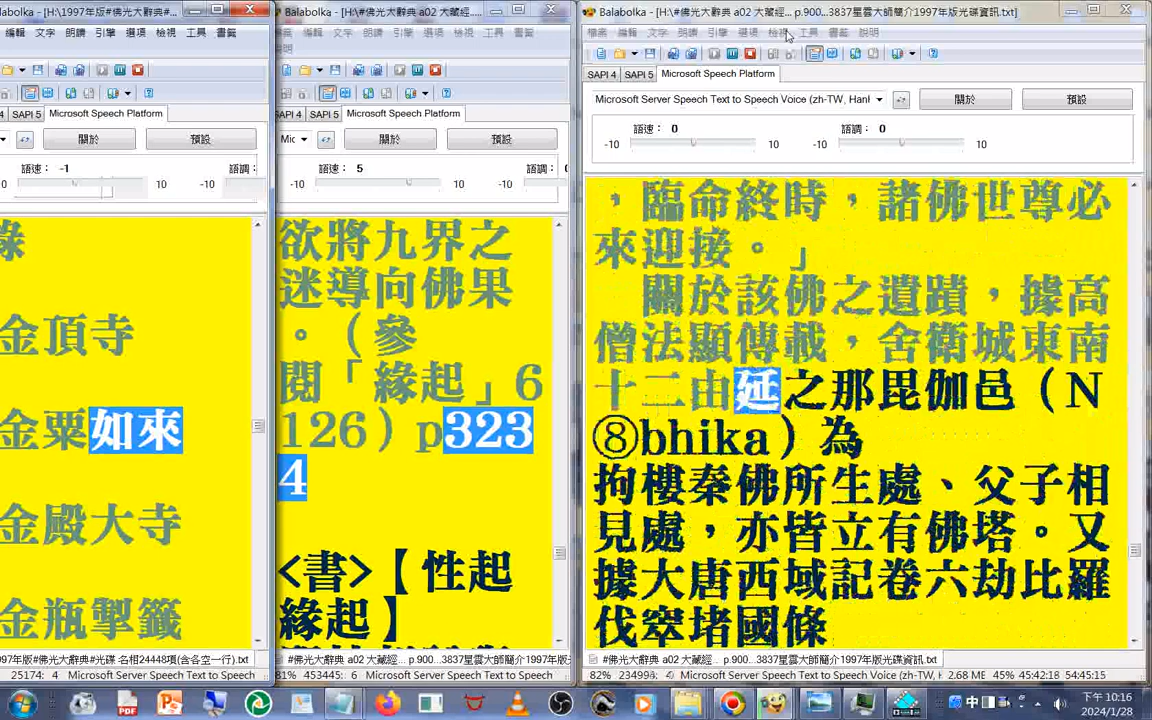 Balabolka - [H:\1997年版\#佛光大辭典#...
編輯 文字 朗讀 引擎 選項 檢視 工具 書籤
SAPI 5 Microsoft Speech Platform
關於 預設
語速： -1 語調：
10 -10
錄
金頂寺
金粟如來
金殿大寺
金瓶掣籤
997年版#佛光大辭典#光碟 名相24448項(含各空一行).txt
25174: 4 Microsoft Server Speech Text to Speech
Balabolka - [H:\#佛光大辭典 a02 大藏經...
檔案 編輯 文字 朗讀 引擎 選項 檢視 工具 書籤
說明
SAPI 4 SAPI 5 Microsoft Speech Platform
Mic 關於 預設
語速： 5 語調：
-10 10 -10
欲將九界之
迷導向佛果
。（參
閱「緣起」6
126）p323
4
<書>【性起
緣起】
#佛光大辭典 a02 大藏經... p.900...3837星雲大師簡介1997年版
81% 453445: 6 Microsoft Server Speech
Balabolka - [H:\#佛光大辭典 a02 大藏經... p.900...3837星雲大師簡介1997年版光碟資訊.txt]
檔案 編輯 文字 朗讀 引擎 選項 檢視 工具 書籤 說明
SAPI 4 SAPI 5 Microsoft Speech Platform
Microsoft Server Speech Text to Speech Voice (zh-TW, HanH 關於 預設
語速： 0 語調： 0
-10 10 -10 10
，臨命終時，諸佛世尊必
來迎接。」
關於該佛之遺蹟，據高
僧法顯傳載，舍衛城東南
十二由延之那毘伽邑（N
⑧bhika）為
拘樓秦佛所生處、父子相
見處，亦皆立有佛塔。又
據大唐西域記卷六劫比羅
伐窣堵國條
#佛光大辭典 a02 大藏經... p.900...3837星雲大師簡介1997年版光碟資訊.txt
82% Microsoft Server Speech Text to Speech Voice (zh-TW, 2.68 MB 45% 45:42:18 54:45:15
中
下午 10:16
2024/1/28